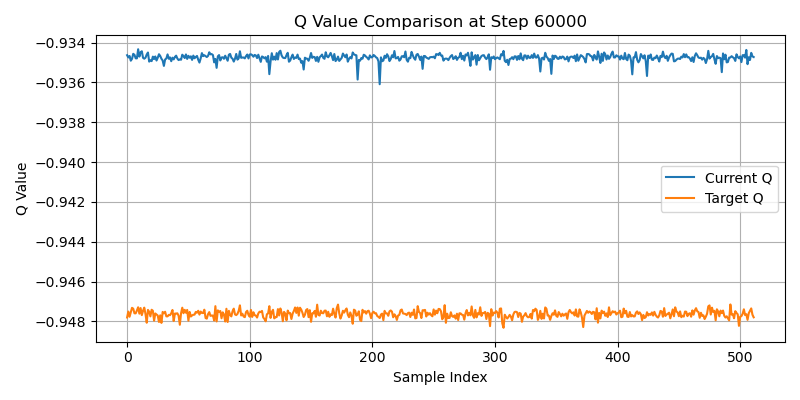 Q Value Comparison at Step 60000
−0.934
−0.936
−0.938
−0.940
−0.942
−0.944
−0.946
−0.948
Q Value
Current Q
Target Q
0 100 200 300 400 500
Sample Index